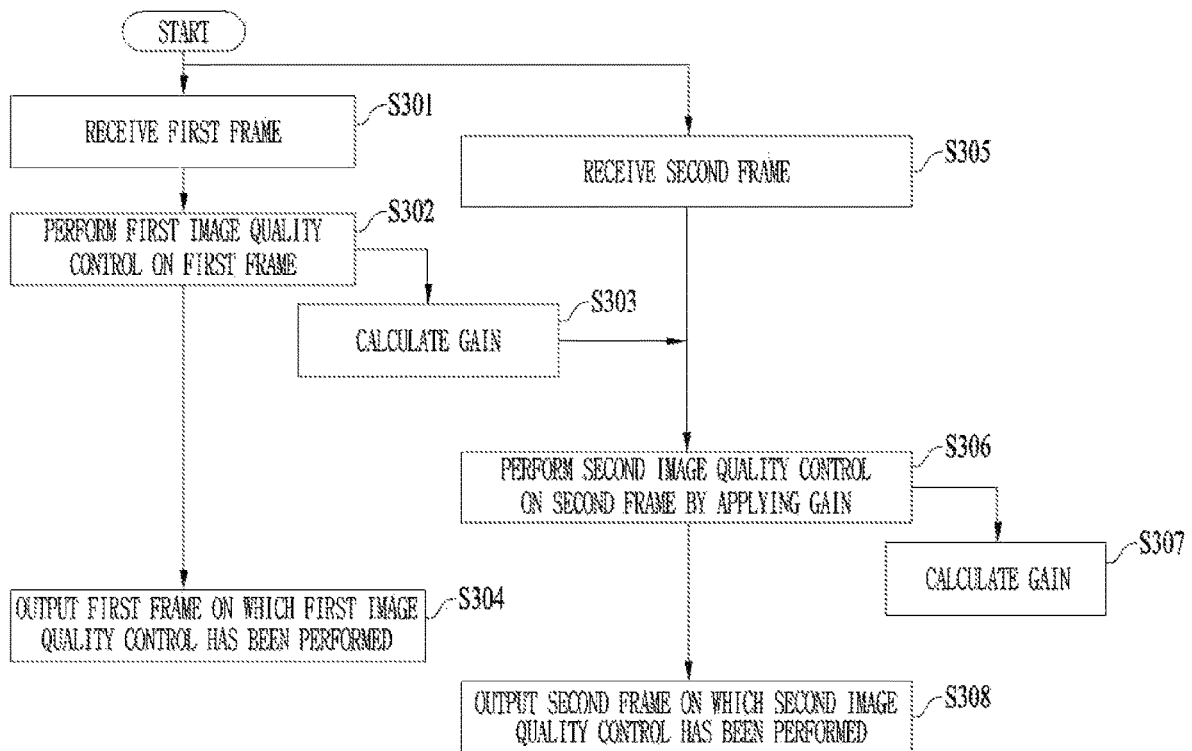 START
RECEIVE FIRST FRAME
S301
RECEIVE SECOND FRAME
S305
PERFORM FIRST IMAGE QUALITY
CONTROL ON FIRST FRAME
S302
CALCULATE GAIN
S303
PERFORM SECOND IMAGE QUALITY CONTROL
ON SECOND FRAME BY APPLYING GAIN
S306
CALCULATE GAIN
S307
OUTPUT FIRST FRAME ON WHICH FIRST IMAGE
QUALITY CONTROL HAS BEEN PERFORMED
S304
OUTPUT SECOND FRAME ON WHICH SECOND IMAGE
QUALITY CONTROL HAS BEEN PERFORMED
S308